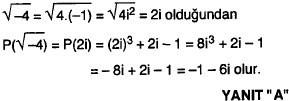 √-4 = √4.(-1) = √4i² = 2i olduğundan
P(√-4) = P(2i) = (2i)³ + 2i - 1 = 8i³ + 2i - 1
= - 8i + 2i - 1 = -1 - 6i olur.
YANIT "A"